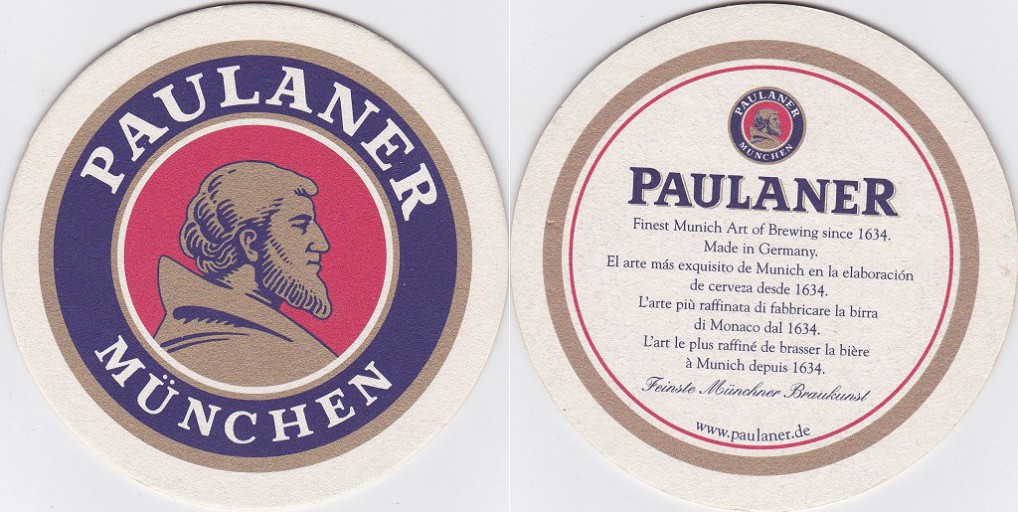 PAULANER
MÜNCHEN
PAULANER
MÜNCHEN
PAULANER
Finest Munich Art of Brewing since 1634.
Made in Germany.
El arte más exquisito de Munich en la elaboración
de cerveza desde 1634.
L'arte più raffinata di fabbricare la birra
di Monaco dal 1634.
L'art le plus raffiné de brasser la bière
à Munich depuis 1634.
Feinste Münchner Braukunst
www.paulaner.de